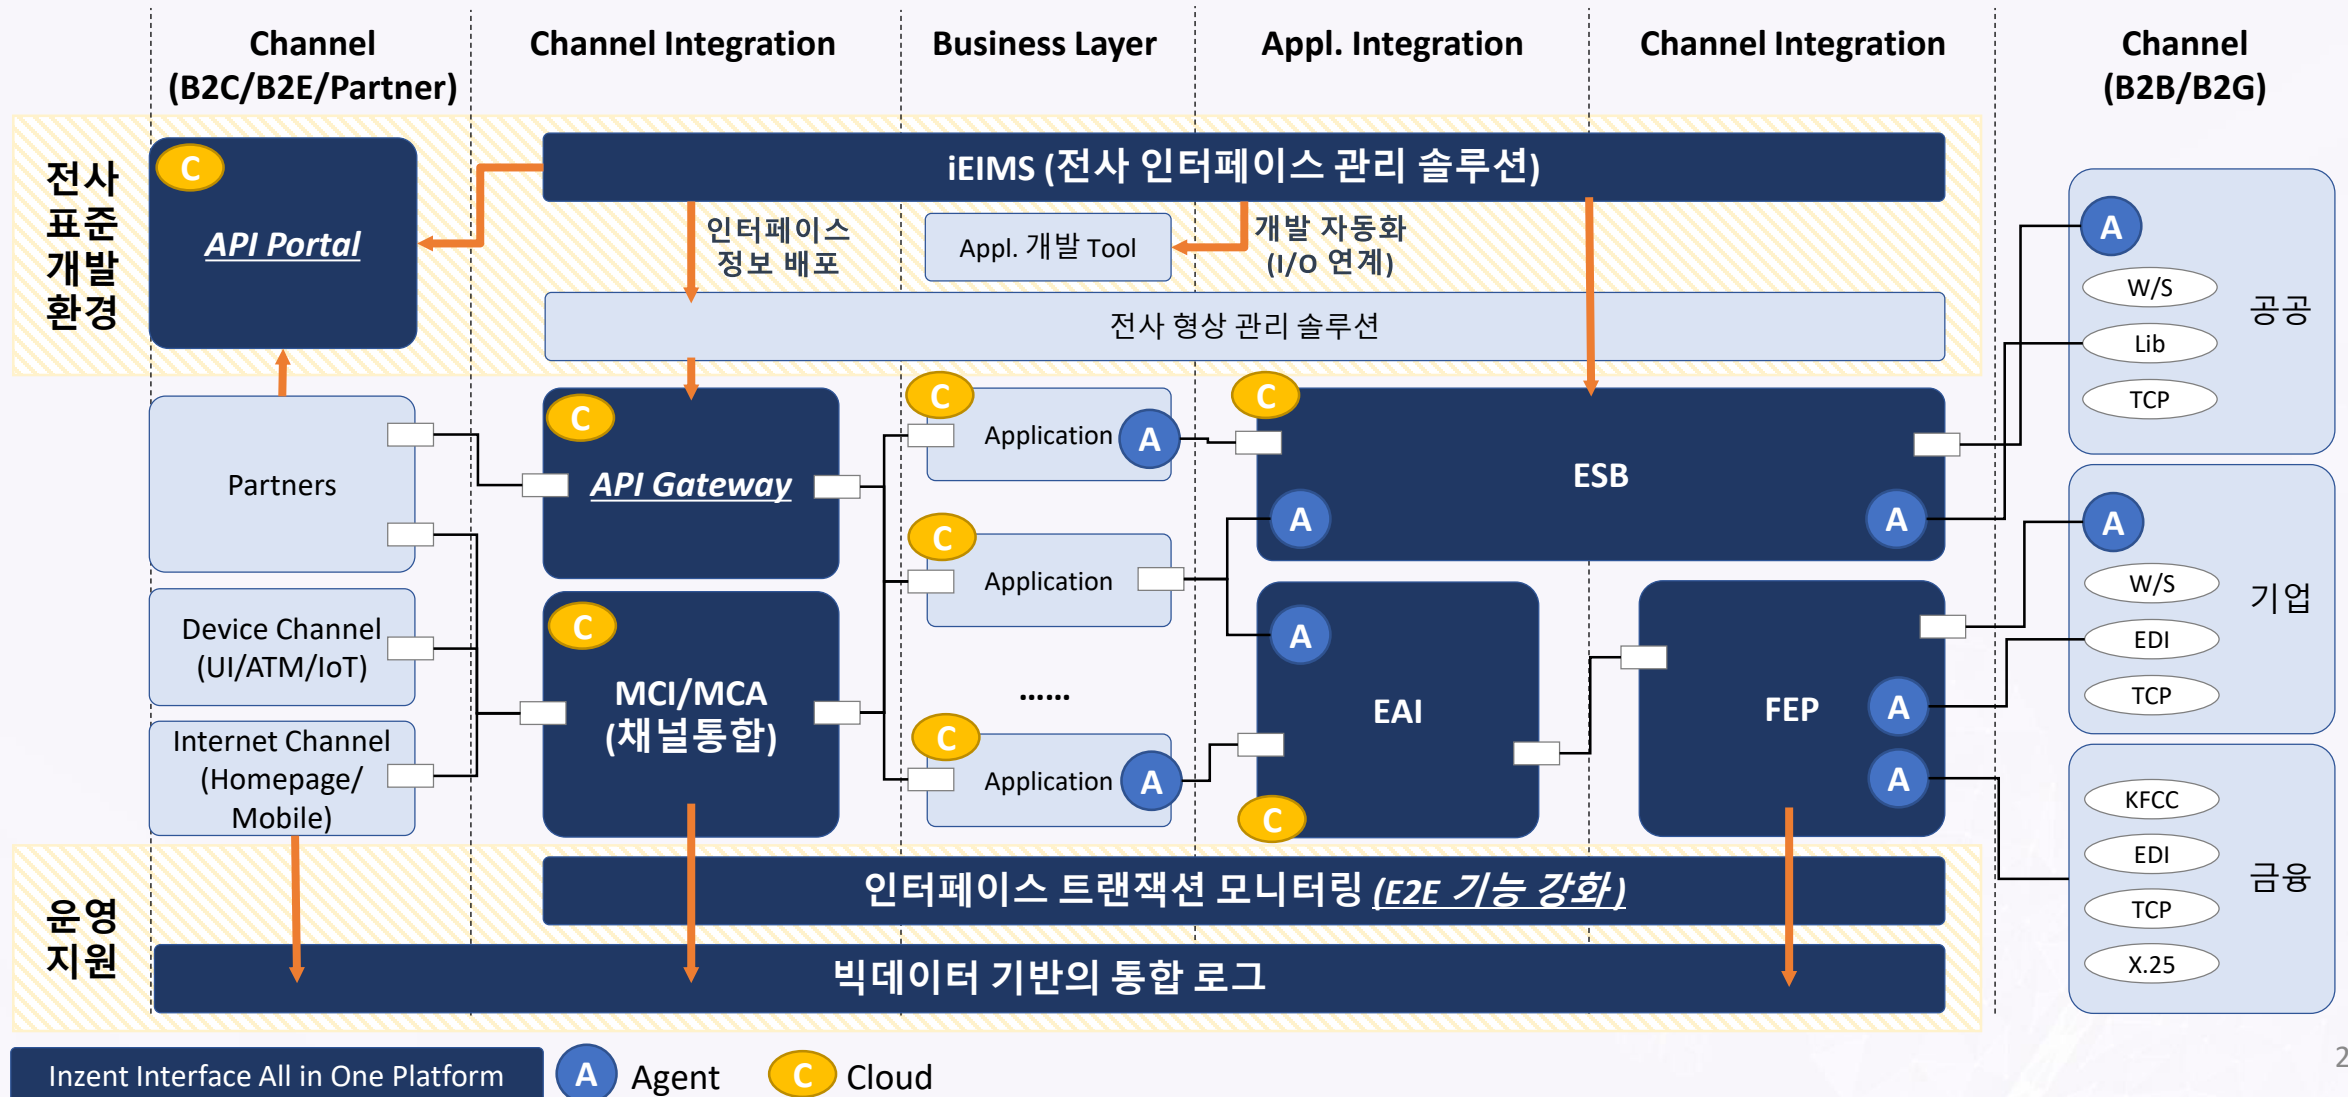 Channel
(B2C/B2E/Partner)
Channel Integration
Business Layer
Appl. Integration
Channel Integration
Channel
(B2B/B2G)
전사
표준
개발
환경
C
API Portal
iEIMS (전사 인터페이스 관리 솔루션)
인터페이스
정보 배포
Appl. 개발 Tool
개발 자동화
(I/O 연계)
전사 형상 관리 솔루션
Partners
Device Channel
(UI/ATM/IoT)
Internet Channel
(Homepage/
Mobile)
C
API Gateway
C
MCI/MCA
(채널통합)
C
Application
A
C
Application
......
C
Application
A
C
ESB
A
A
A
EAI
C
FEP
A
A
A
W/S
Lib
TCP
공공
A
W/S
EDI
TCP
기업
KFCC
EDI
TCP
X.25
금융
운영
지원
인터페이스 트랜잭션 모니터링 (E2E 기능 강화)
빅데이터 기반의 통합 로그
Inzent Interface All in One Platform
A
Agent
C
Cloud
2